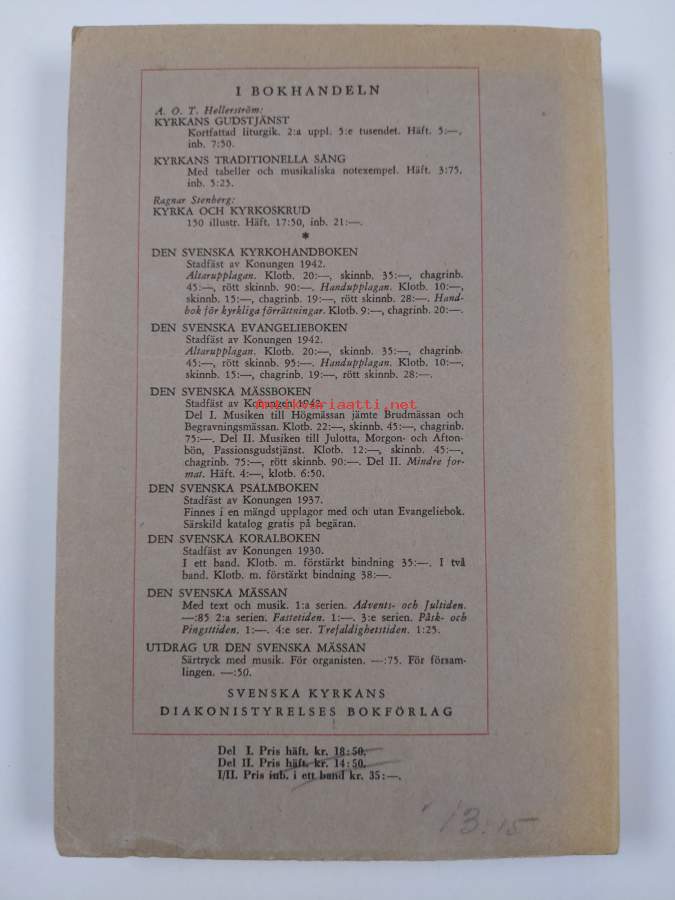 I BOKHANDELN
A. O. T. Hellerström:
KYRKANS GUDSTJÄNST
Kortfattad liturgik. 2:a uppl. 5:e tusendet. Häft. 5:—,
inb. 7:50.
KYRKANS TRADITIONELLA SÅNG
Med tabeller och musikaliska notexempel. Häft. 3:75,
inb. 5:25.
Ragnar Stenberg:
KYRKA OCH KYRKOSKRUD
150 illustr. Häft. 17:50, inb. 21:—.
*
DEN SVENSKA KYRKOHANDBOKEN
Stadfäst av Konungen 1942.
Altarupplagan. Klotb. 20:—, skinnb. 35:—, chagrinb.
45:—, rött skinnb. 90:—. Handupplagan. Klotb. 10:—,
skinnb. 15:—, chagrinb. 19:—, rött skinnb. 28:—. Hand-
bok för kyrkliga förrättningar. Klotb. 9:—, chagrinb. 20:—.
DEN SVENSKA EVANGELIEBOKEN
Stadfäst av Konungen 1942.
Altarupplagan. Klotb. 20:—, skinnb. 35:—, chagrinb.
45:—, rött skinnb. 95:—. Handupplagan. Klotb. 10:—,
skinnb. 15:—, chagrinb. 19:—, rött skinnb. 28:—.
DEN SVENSKA MÄSSBOKEN
Stadfäst av Konungen 1942.
Antikvariaatti.net
Del I. Musiken till Högmässan jämte Brudmässan och
Begravningsmässan. Klotb. 22:—, skinnb. 45:—, chagrinb.
75:—. Del II. Musiken till Julotta, Morgon- och Afton-
bön, Passionsgudstjänst. Klotb. 12:—, skinnb. 45:—,
chagrinb. 75:—, rött skinnb. 90:—. Del II. Mindre for-
mat. Häft. 4:—, klotb. 6:50.
DEN SVENSKA PSALMBOKEN
Stadfäst av Konungen 1937.
Finnes i en mängd upplagor med och utan Evangeliebok.
Särskild katalog gratis på begäran.
DEN SVENSKA KORALBOKEN
Stadfäst av Konungen 1930.
I ett band. Klotb. m. förstärkt bindning 35:—. I två
band. Klotb. m. förstärkt bindning 38:—.
DEN SVENSKA MÄSSAN
Med text och musik. 1:a serien. Advents- och Jultiden.
—:85 2:a serien. Fastetiden. 1:—. 3:e serien. Påsk- och
Pingsttiden. 1:—. 4:e ser. Trefaldighetstiden. 1:25.
UTDRAG UR DEN SVENSKA MÄSSAN
Särtryck med musik. För organisten. —:75. För försam-
lingen. —:50.
SVENSKA KYRKANS
DIAKONISTYRELSES BOKFÖRLAG
Del I. Pris häft. kr. 18:50.
Del II. Pris häft. kr. 14:50.
I/II. Pris inb. i ett band kr. 35:—.
13:15